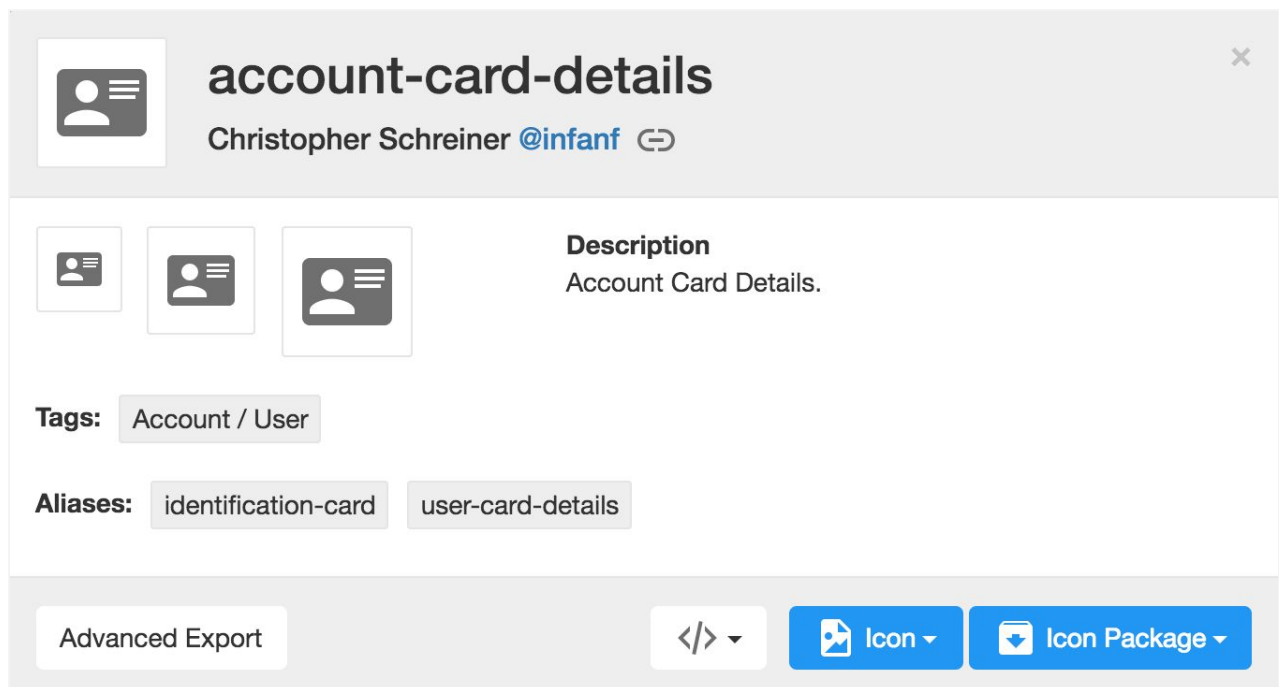 account-card-details
×
Christopher Schreiner @infanf
Description
Account Card Details.
Tags: Account / User
Aliases: identification-card user-card-details
Advanced Export </> Icon Icon Package